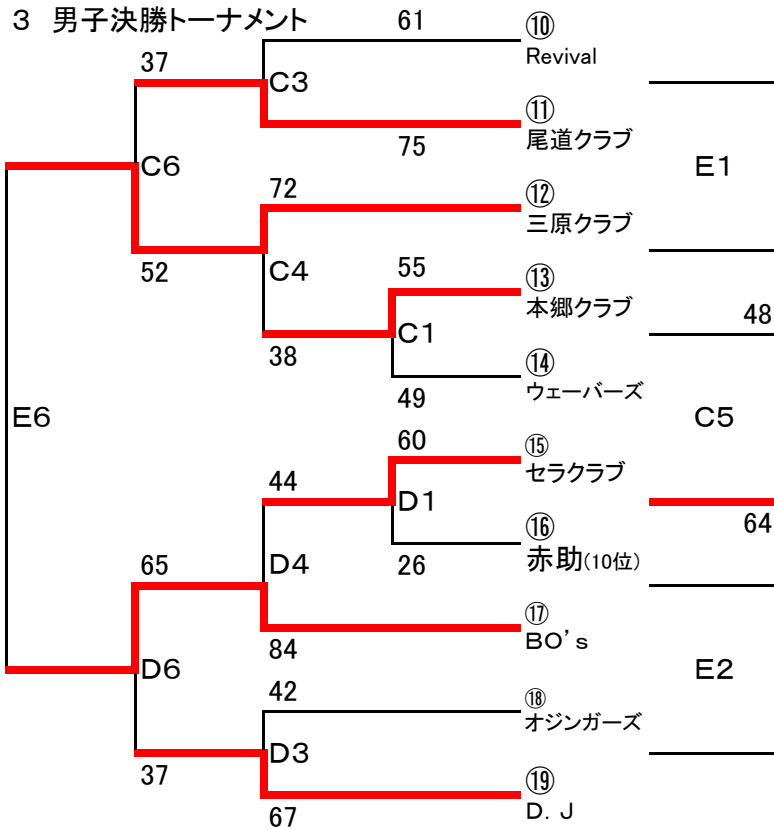 3 男子決勝トーナメント
61
⑩
Revival
37
C3
⑪
尾道クラブ
75
E1
C6
72
⑫
三原クラブ
52
C4
55
⑬
本郷クラブ
48
C1
38
⑭
ウェーバーズ
49
E6
C5
60
⑮
セラクラブ
44
D1
64
⑯
赤助(10位)
26
65
D4
⑰
BO's
84
D6
E2
42
⑱
オジンガーズ
D3
37
⑲
D.J
67